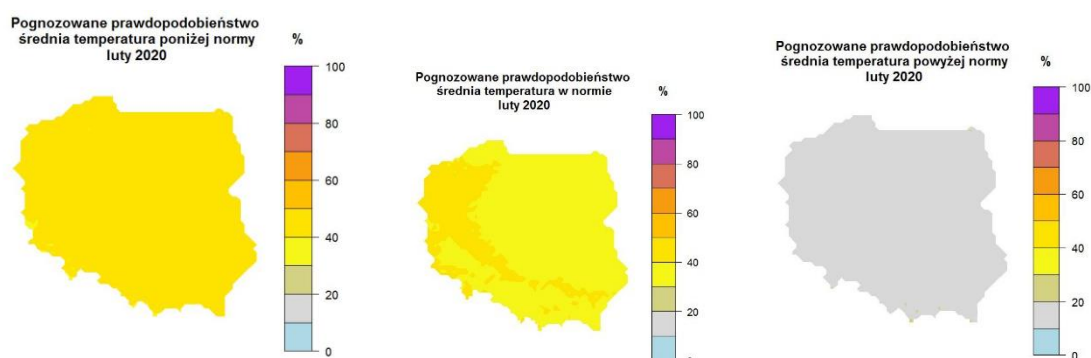 Pognozowane prawdopodobieństwo
średnia temperatura poniżej normy
luty 2020
%
100
80
60
40
20
0
Pognozowane prawdopodobieństwo
średnia temperatura w normie
luty 2020
%
100
80
60
40
20
Pognozowane prawdopodobieństwo
średnia temperatura powyżej normy
luty 2020
%
100
80
60
40
20
0